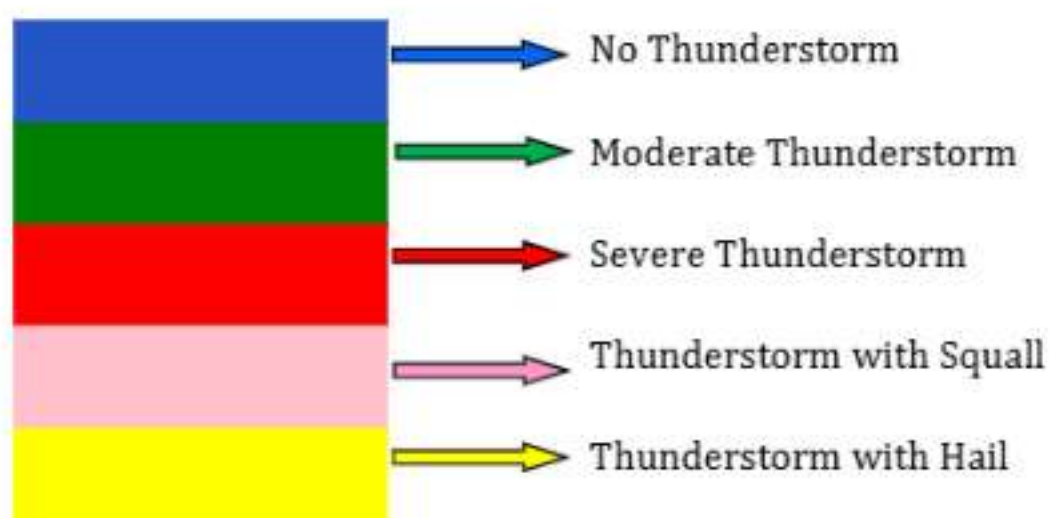 No Thunderstorm
Moderate Thunderstorm
Severe Thunderstorm
Thunderstorm with Squall
Thunderstorm with Hail